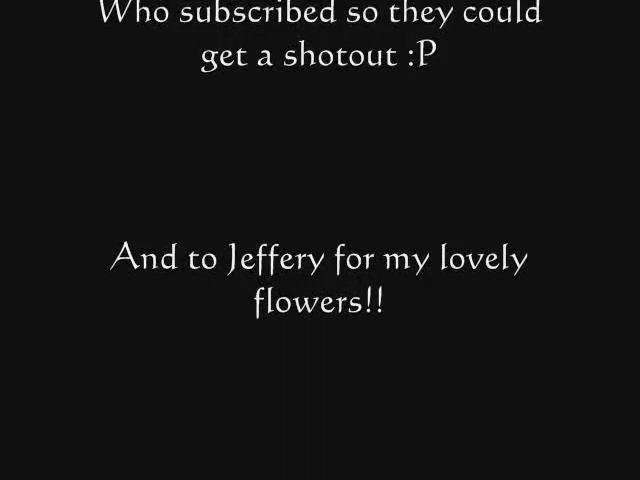 Who subscribed so they could
get a shotout :P
And to Jeffery for my lovely
flowers!!